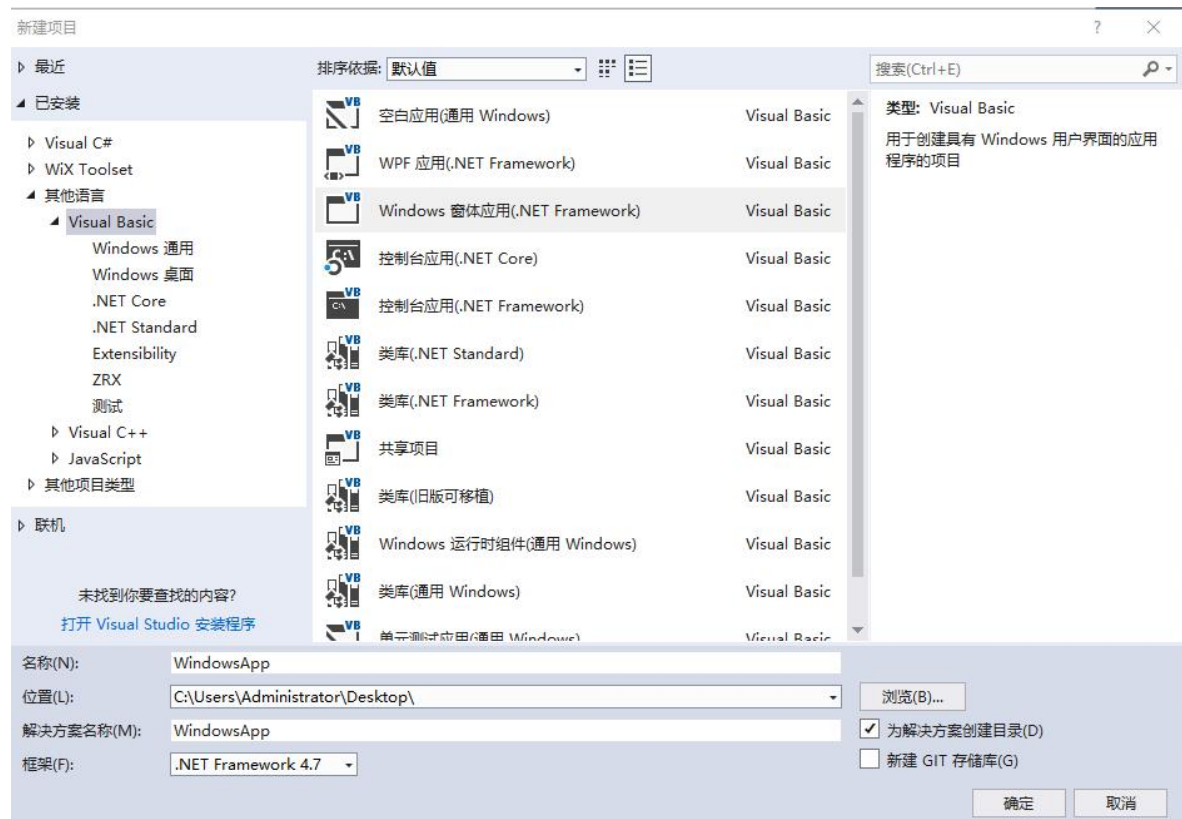 新建项目
最近
已安装
Visual C#
WiX Toolset
其他语言
Visual Basic
Windows 通用
Windows 桌面
.NET Core
.NET Standard
Extensibility
ZRX
测试
Visual C++
JavaScript
其他项目类型
联机
未找到你要查找的内容?
打开 Visual Studio 安装程序
排序依据: 默认值
空白应用(通用 Windows) Visual Basic
WPF 应用(.NET Framework) Visual Basic
Windows 窗体应用(.NET Framework) Visual Basic
控制台应用(.NET Core) Visual Basic
控制台应用(.NET Framework) Visual Basic
类库(.NET Standard) Visual Basic
类库(.NET Framework) Visual Basic
共享项目 Visual Basic
类库(旧版可移植) Visual Basic
Windows 运行时组件(通用 Windows) Visual Basic
类库(通用 Windows) Visual Basic
单元测试应用(通用 Windows) Visual Basic
搜索(Ctrl+E)
类型: Visual Basic
用于创建具有 Windows 用户界面的应用
程序的项目
名称(N): WindowsApp
位置(L): C:\Users\Administrator\Desktop\ 浏览(B)...
解决方案名称(M): WindowsApp 为解决方案创建目录(D)
框架(F): .NET Framework 4.7 新建 GIT 存储库(G)
确定 取消